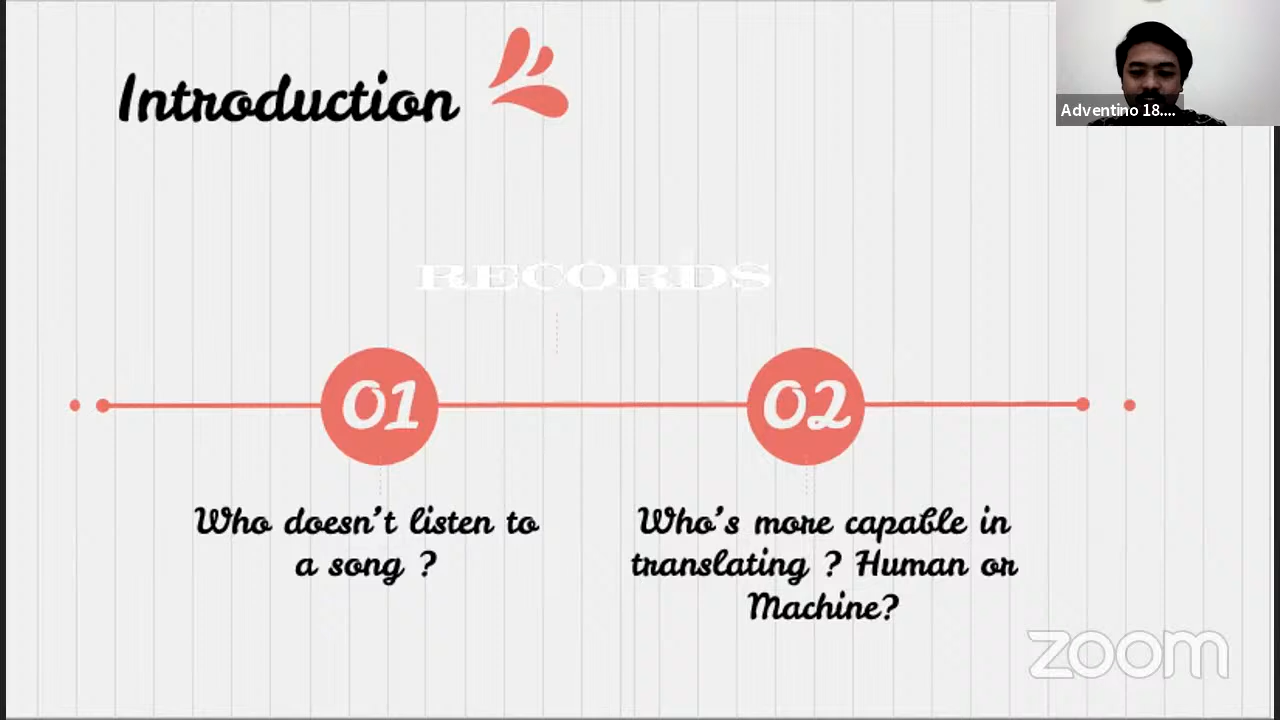 Introduction
Adventino 18....
RECORDS
01
02
Who doesn't listen to
a song ?
Who's more capable in
translating ? Human or
Machine?
zoom